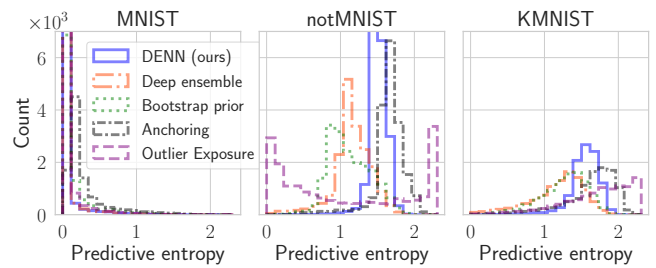 ×10³ MNIST notMNIST KMNIST
6
4
2
0
Count
DENN (ours)
Deep ensemble
Bootstrap prior
Anchoring
Outlier Exposure
0 1 2 0 1 2 0 1 2
Predictive entropy Predictive entropy Predictive entropy